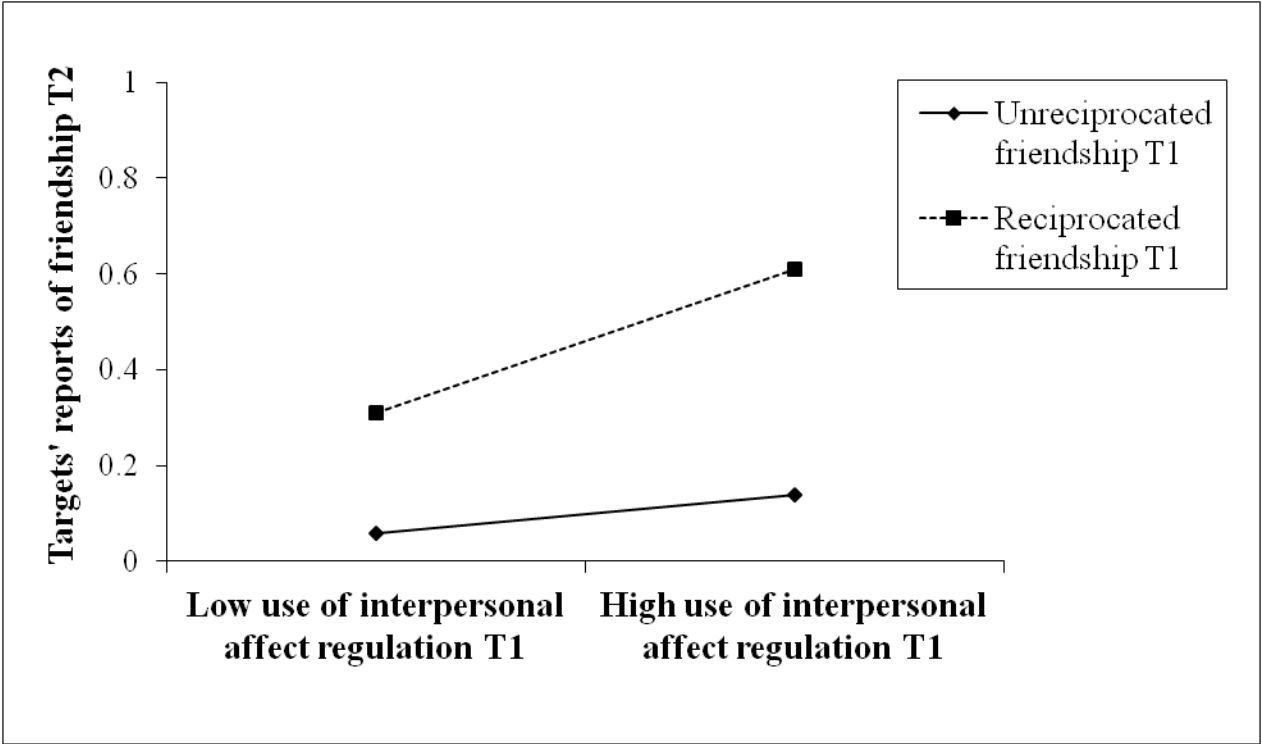 Targets' reports of friendship T2
1
0.8
0.6
0.4
0.2
0
Low use of interpersonal
affect regulation T1
High use of interpersonal
affect regulation T1
Unreciprocated
friendship T1
Reciprocated
friendship T1